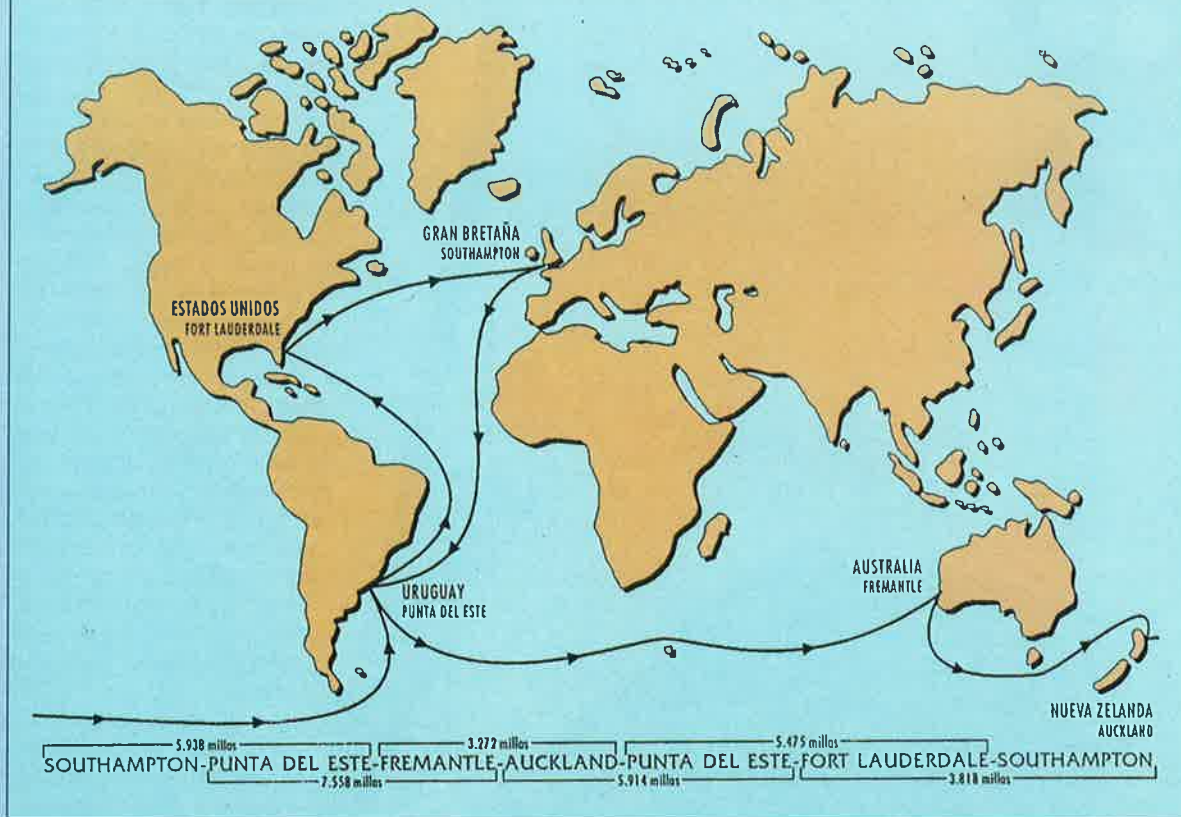 GRAN BRETAÑA
SOUTHAMPTON
ESTADOS UNIDOS
FORT LAUDERDALE
AUSTRALIA
FREMANTLE
URUGUAY
PUNTA DEL ESTE
NUEVA ZELANDA
AUCKLAND
5.938 millas 3.272 millas 5.475 millas
SOUTHAMPTON-PUNTA DEL ESTE-FREMANTLE-AUCKLAND-PUNTA DEL ESTE-FORT LAUDERDALE-SOUTHAMPTON
7.558 millas 5.914 millas 3.818 millas